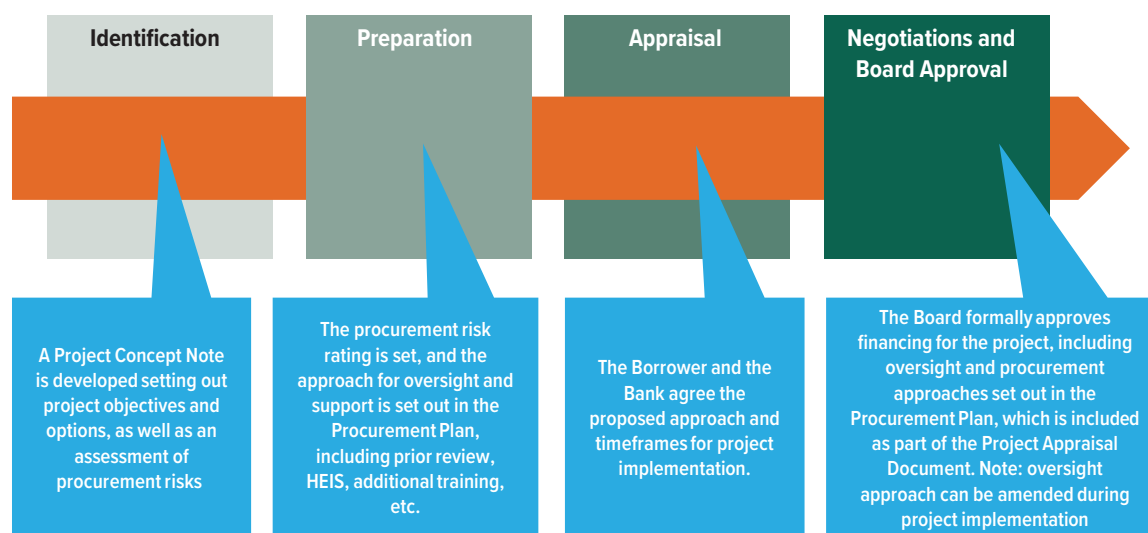 Identification
Preparation
Appraisal
Negotiations and
Board Approval
A Project Concept Note
is developed setting out
project objectives and
options, as well as an
assessment of
procurement risks
The procurement risk
rating is set, and the
approach for oversight and
support is set out in the
Procurement Plan,
including prior review,
HEIS, additional training,
etc.
The Borrower and the
Bank agree the
proposed approach and
timeframes for project
implementation.
The Board formally approves
financing for the project, including
oversight and procurement
approaches set out in the
Procurement Plan, which is included
as part of the Project Appraisal
Document. Note: oversight
approach can be amended during
project implementation